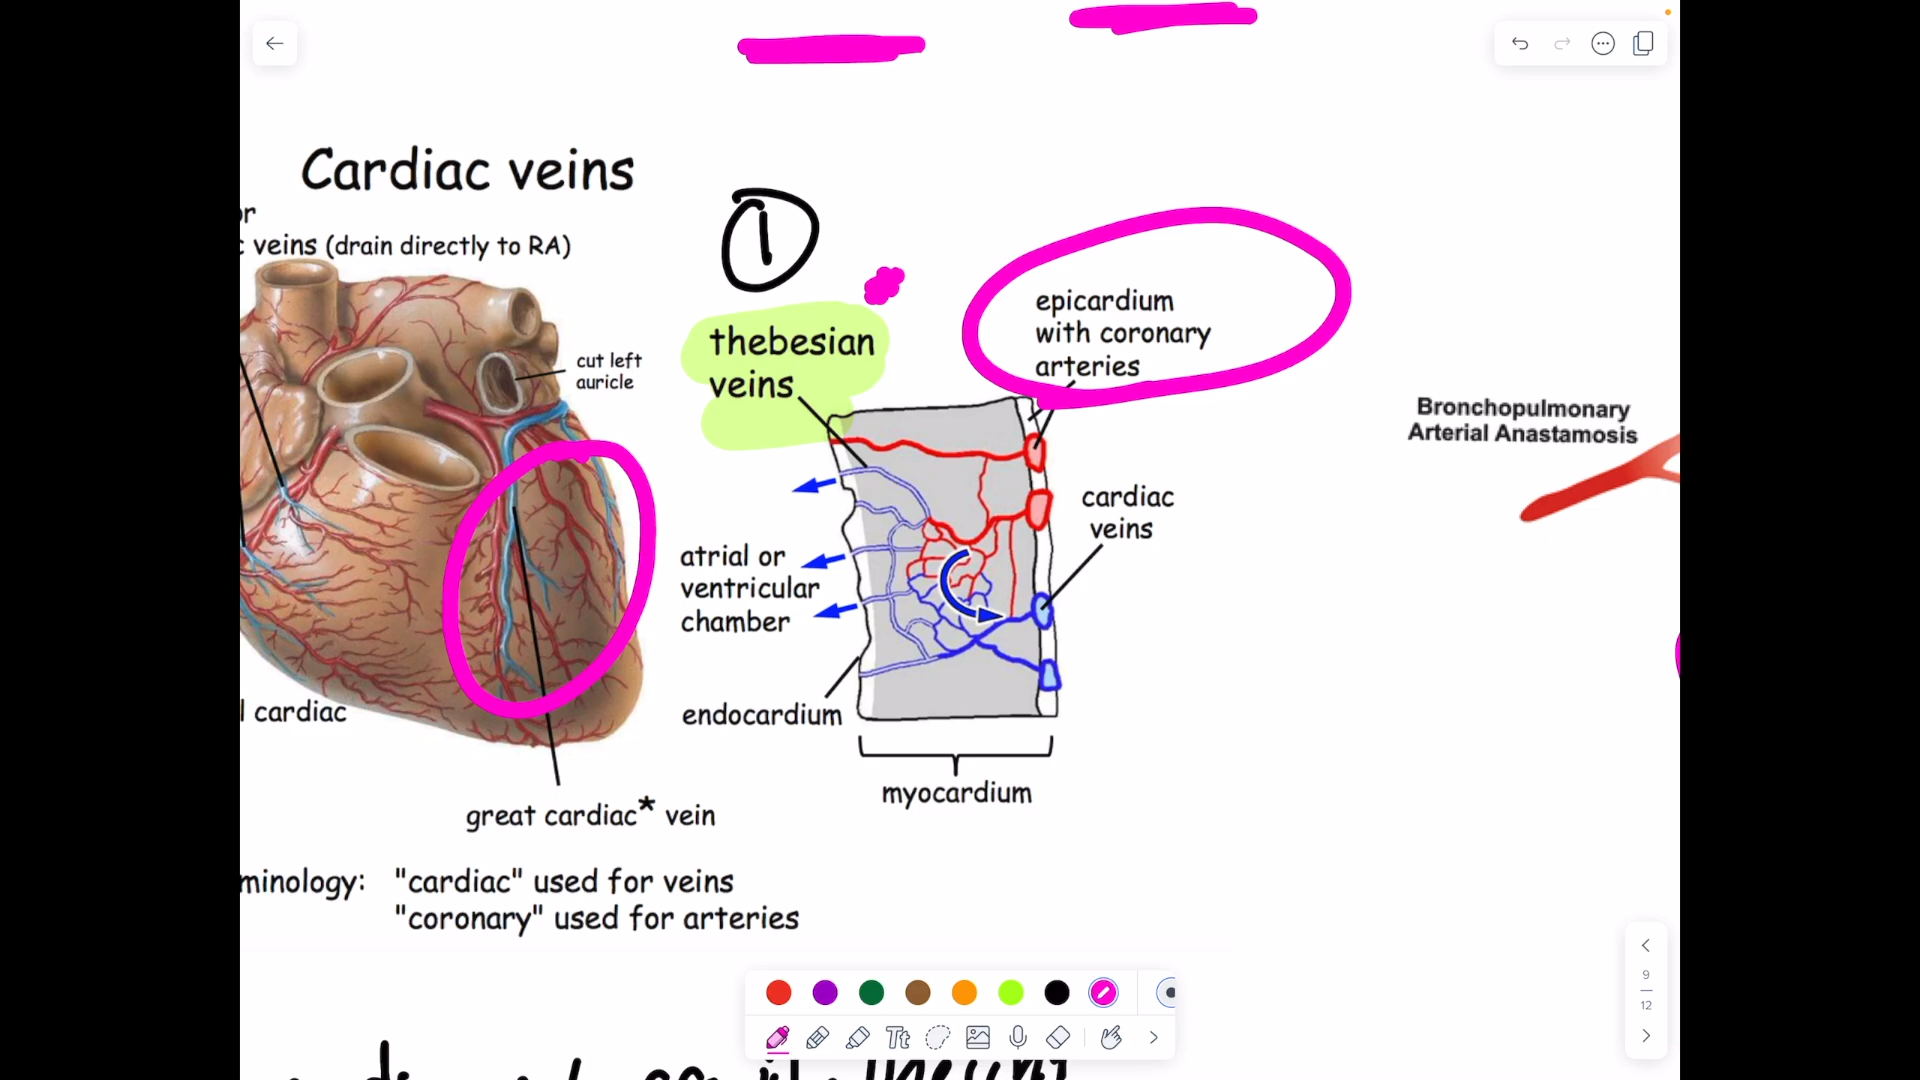 Cardiac veins
or
c veins (drain directly to RA)
cut left
auricle
l cardiac
great cardiac* vein
minology: "cardiac" used for veins
"coronary" used for arteries
1
thebesian
veins
epicardium
with coronary
arteries
cardiac
veins
atrial or
ventricular
chamber
endocardium
myocardium
Bronchopulmonary
Arterial Anastamosis
Tt
9
12